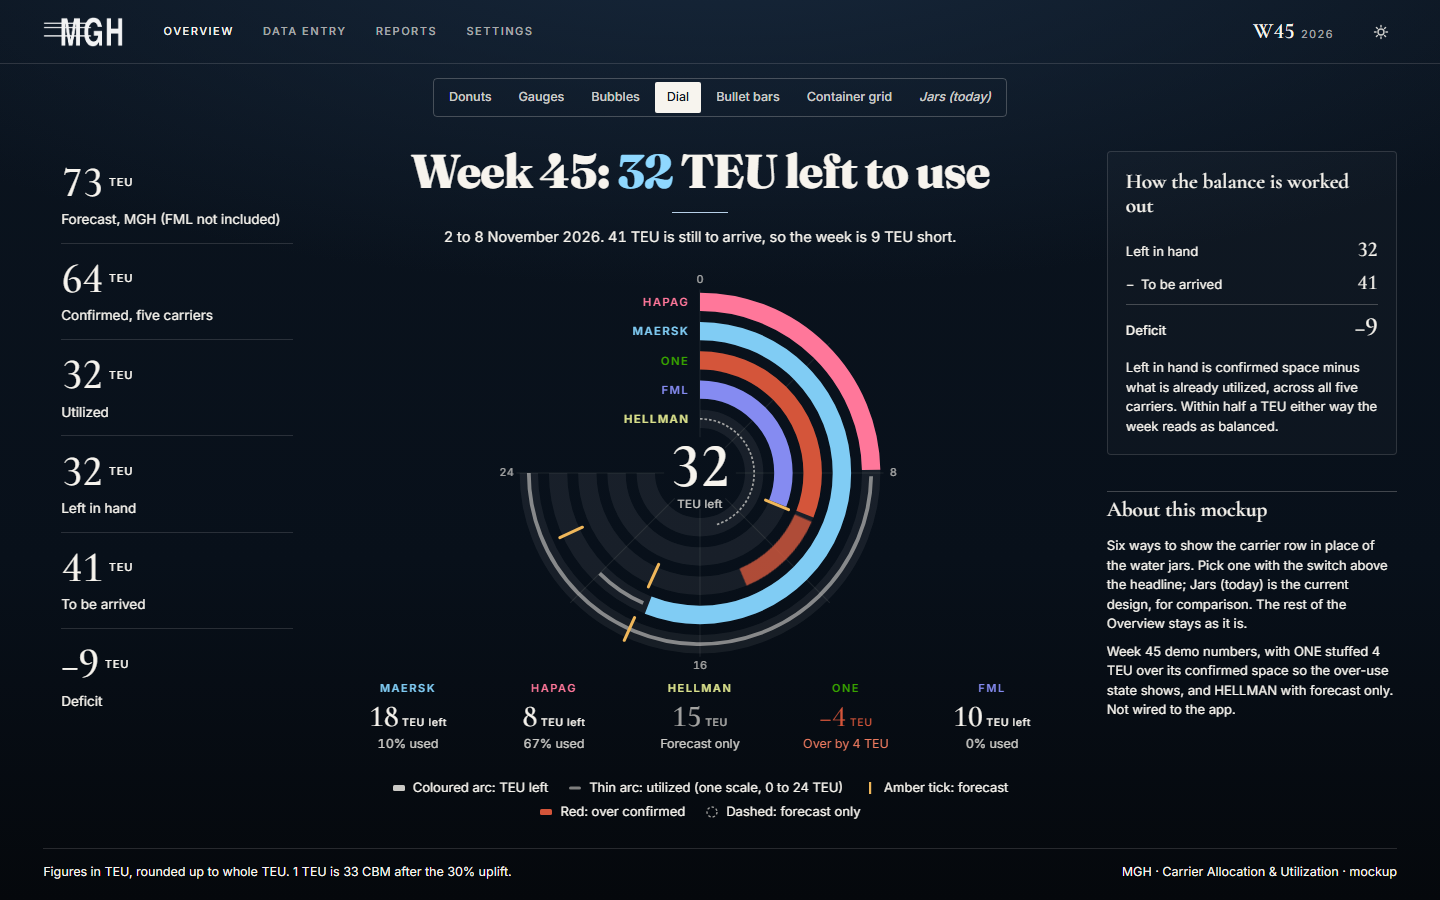 MGH
OVERVIEW
DATA ENTRY
REPORTS
SETTINGS
W45 2026
Donuts
Gauges
Bubbles
Dial
Bullet bars
Container grid
Jars (today)
73 TEU
Forecast, MGH (FML not included)
64 TEU
Confirmed, five carriers
32 TEU
Utilized
32 TEU
Left in hand
41 TEU
To be arrived
–9 TEU
Deficit
Week 45: 32 TEU left to use
2 to 8 November 2026. 41 TEU is still to arrive, so the week is 9 TEU short.
0
HAPAG
MAERSK
ONE
FML
HELLMAN
32
TEU left
24
8
16
MAERSK
18 TEU left
10% used
HAPAG
8 TEU left
67% used
HELLMAN
15 TEU
Forecast only
ONE
–4 TEU
Over by 4 TEU
FML
10 TEU left
0% used
Coloured arc: TEU left
Thin arc: utilized (one scale, 0 to 24 TEU)
Amber tick: forecast
Red: over confirmed
Dashed: forecast only
How the balance is worked
out
Left in hand 32
– To be arrived 41
Deficit –9
Left in hand is confirmed space minus
what is already utilized, across all five
carriers. Within half a TEU either way the
week reads as balanced.
About this mockup
Six ways to show the carrier row in place of
the water jars. Pick one with the switch above
the headline; Jars (today) is the current
design, for comparison. The rest of the
Overview stays as it is.
Week 45 demo numbers, with ONE stuffed 4
TEU over its confirmed space so the over-use
state shows, and HELLMAN with forecast only.
Not wired to the app.
Figures in TEU, rounded up to whole TEU. 1 TEU is 33 CBM after the 30% uplift.
MGH · Carrier Allocation & Utilization · mockup